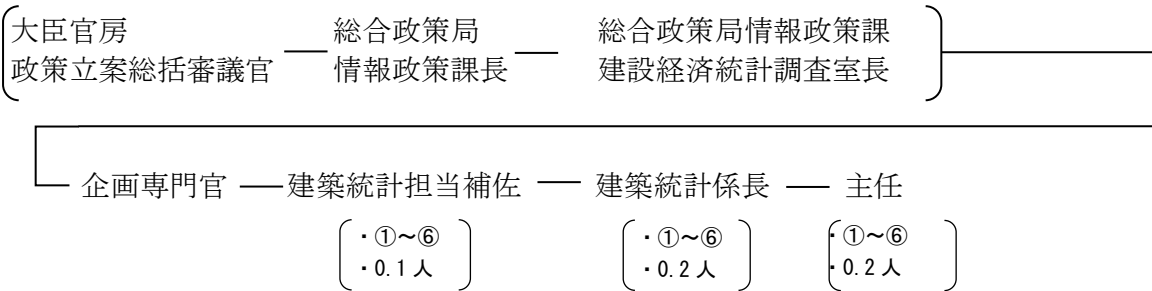 大臣官房 総合政策局 総合政策局情報政策課
政策立案総括審議官 情報政策課長 建設経済統計調査室長
企画専門官 建築統計担当補佐 建築統計係長 主任
・①～⑥ ・①～⑥ ・①～⑥
・0.1人 ・0.2人 ・0.2人